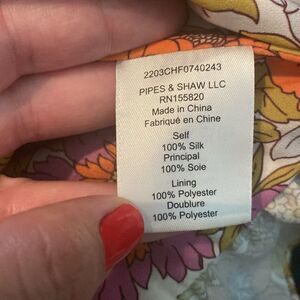 2203CHF0740243
PIPES & SHAW LLC
RN155820
Made in China
Fabriqué en Chine
Self
100% Silk
Principal
100% Soie
Lining
100% Polyester
Doublure
100% Polyester